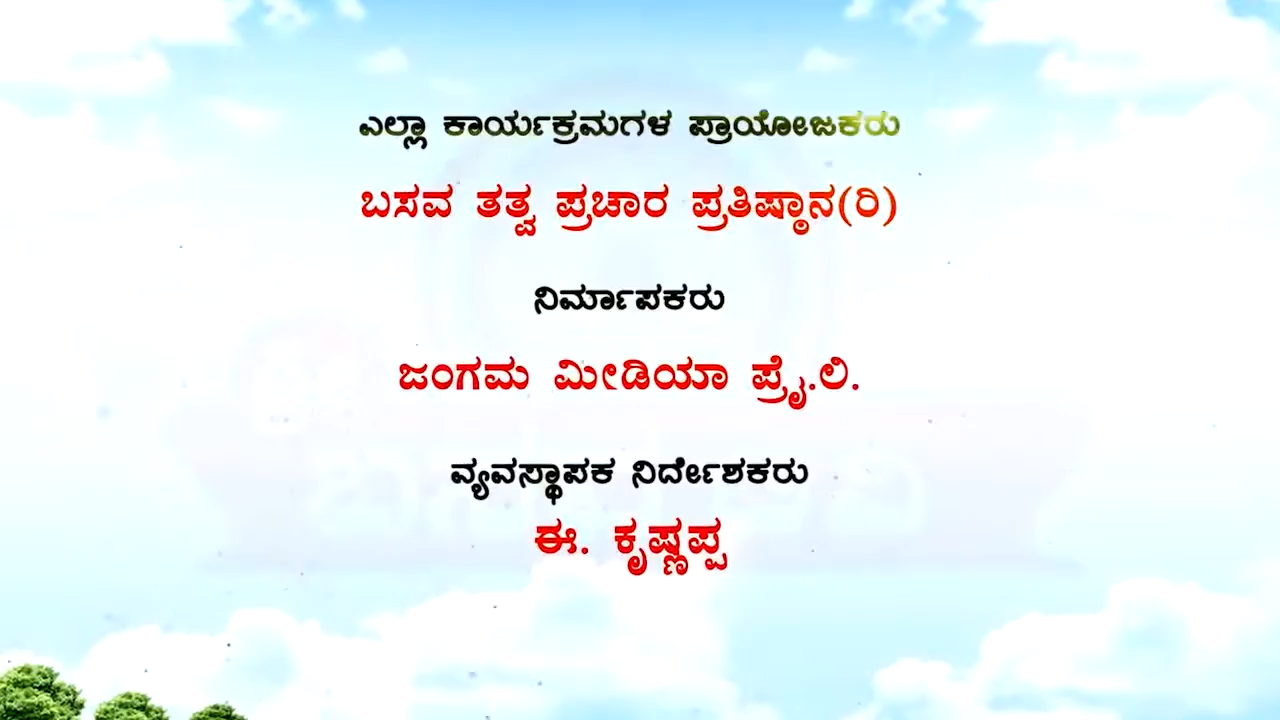 ಎಲ್ಲಾ ಕಾರ್ಯಕ್ರಮಗಳ ಪ್ರಾಯೋಜಕರು
ಬಸವ ತತ್ವ ಪ್ರಚಾರ ಪ್ರತಿಷ್ಠಾನ(ರಿ)
ನಿರ್ಮಾಪಕರು
ಜಂಗಮ ಮೀಡಿಯಾ ಪ್ರೈ.ಲಿ.
ವ್ಯವಸ್ಥಾಪಕ ನಿರ್ದೇಶಕರು
ಈ. ಕೃಷ್ಣಪ್ಪ